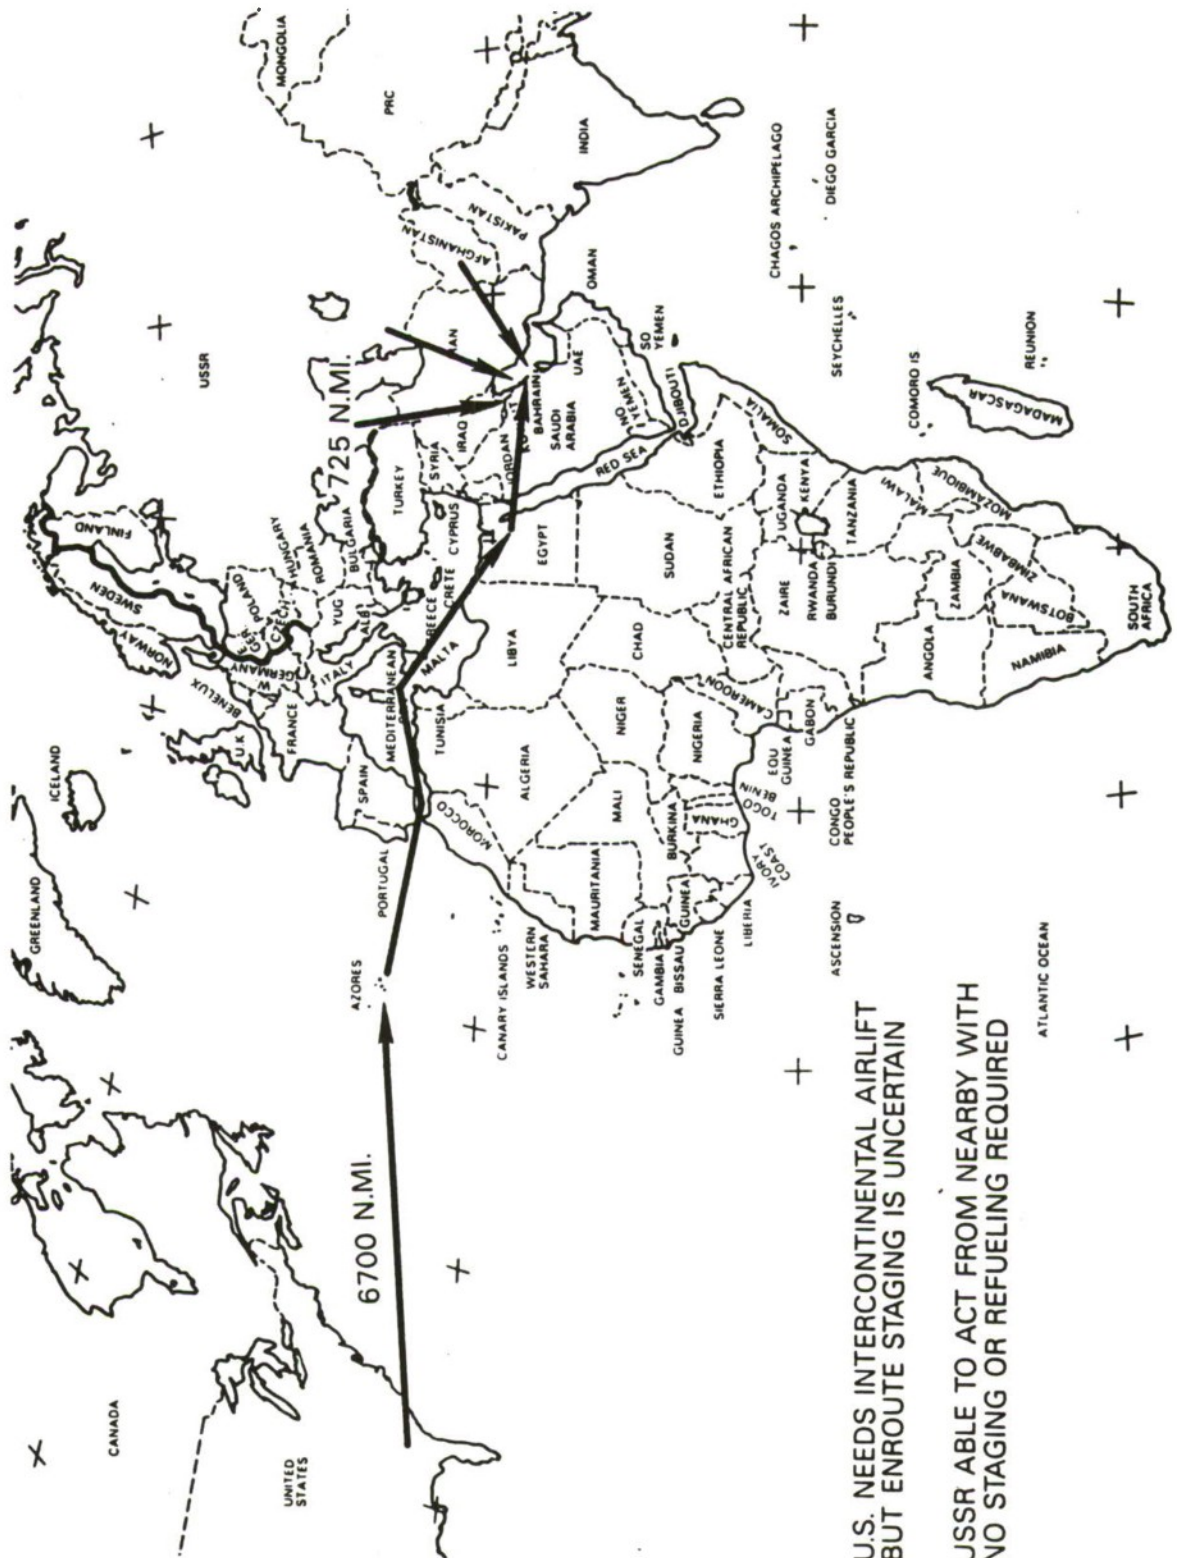 GREENLAND
ICELAND
CANADA
UNITED
STATES
NORWAY
SWEDEN
FINLAND
USSR
MONGOLIA
PRC
U.K
BENELUX
W.
GERMANY
E.
GER
POLAND
CZECH
HUNGARY
ROMANIA
BULGARIA
FRANCE
ITALY
YUG
ALB
725 N.MI.
6700 N.MI.
AZORES
PORTUGAL
SPAIN
MEDITERRANEAN
GREECE
CRETE
CYPRUS
TURKEY
SYRIA
IRAQ
IRAN
AFGHANISTAN
PAKISTAN
INDIA
MOROCCO
TUNISIA
MALTA
JORDAN
BAHRAIN
SAUDI
ARABIA
UAE
OMAN
CANARY ISLANDS
WESTERN
SAHARA
ALGERIA
LIBYA
EGYPT
RED SEA
NO
YEMEN
SO
YEMEN
DJIBOUTI
MAURITANIA
MALI
NIGER
CHAD
SUDAN
ETHIOPIA
SOMALIA
SENEGAL
GAMBIA
GUINEA BISSAU
GUINEA
SIERRA LEONE
LIBERIA
IVORY
COAST
BURKINA
GHANA
TOGO
BENIN
NIGERIA
CAMEROON
CENTRAL AFRICAN
REPUBLIC
EQU
GUINEA
GABON
CONGO
PEOPLE'S REPUBLIC
ZAIRE
RWANDA
BURUNDI
UGANDA
KENYA
TANZANIA
CHAGOS ARCHIPELAGO
DIEGO GARCIA
SEYCHELLES
COMORO IS
ASCENSION
ANGOLA
ZAMBIA
MALAWI
MOZAMBIQUE
ZIMBABWE
BOTSWANA
NAMIBIA
MADAGASCAR
REUNION
ATLANTIC OCEAN
SOUTH
AFRICA
U.S. NEEDS INTERCONTINENTAL AIRLIFT
BUT ENROUTE STAGING IS UNCERTAIN
USSR ABLE TO ACT FROM NEARBY WITH
NO STAGING OR REFUELING REQUIRED